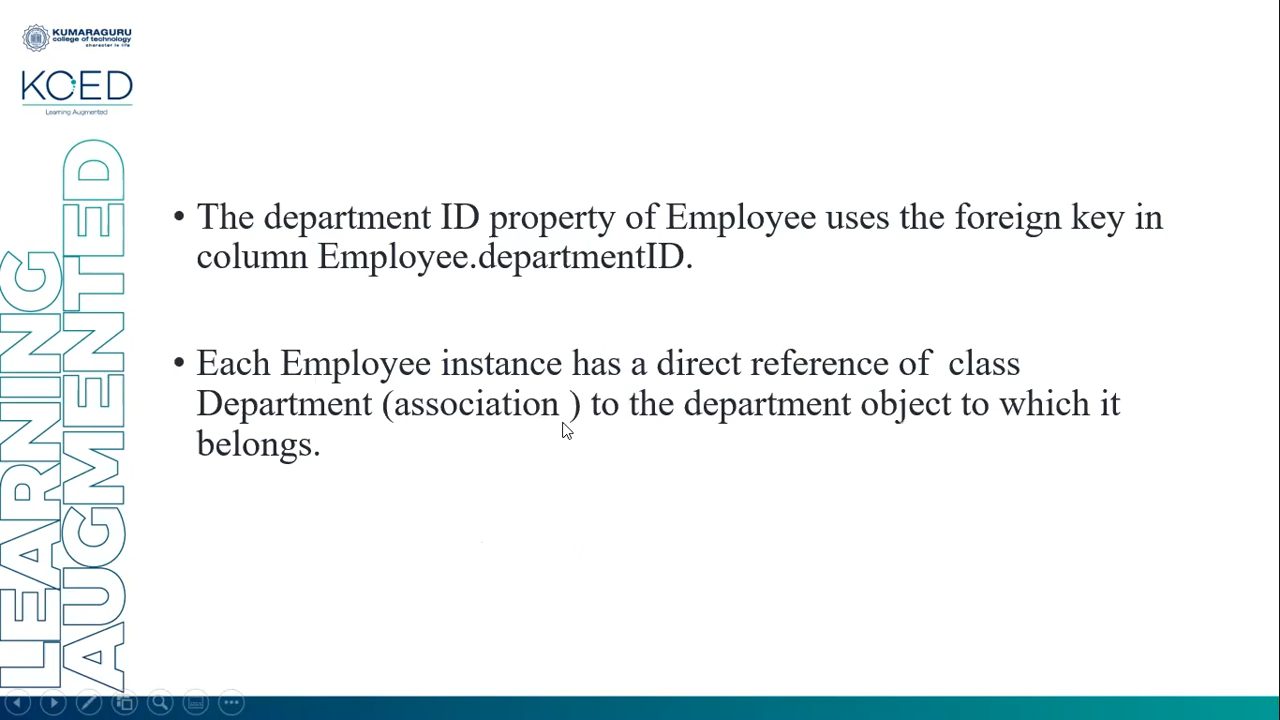 KUMARAGURU
college of technology
character is life
KCED
Learning Augmented
LEARNING
AUGMENTED
• The department ID property of Employee uses the foreign key in
column Employee.departmentID.
• Each Employee instance has a direct reference of  class
Department (association ) to the department object to which it
belongs.